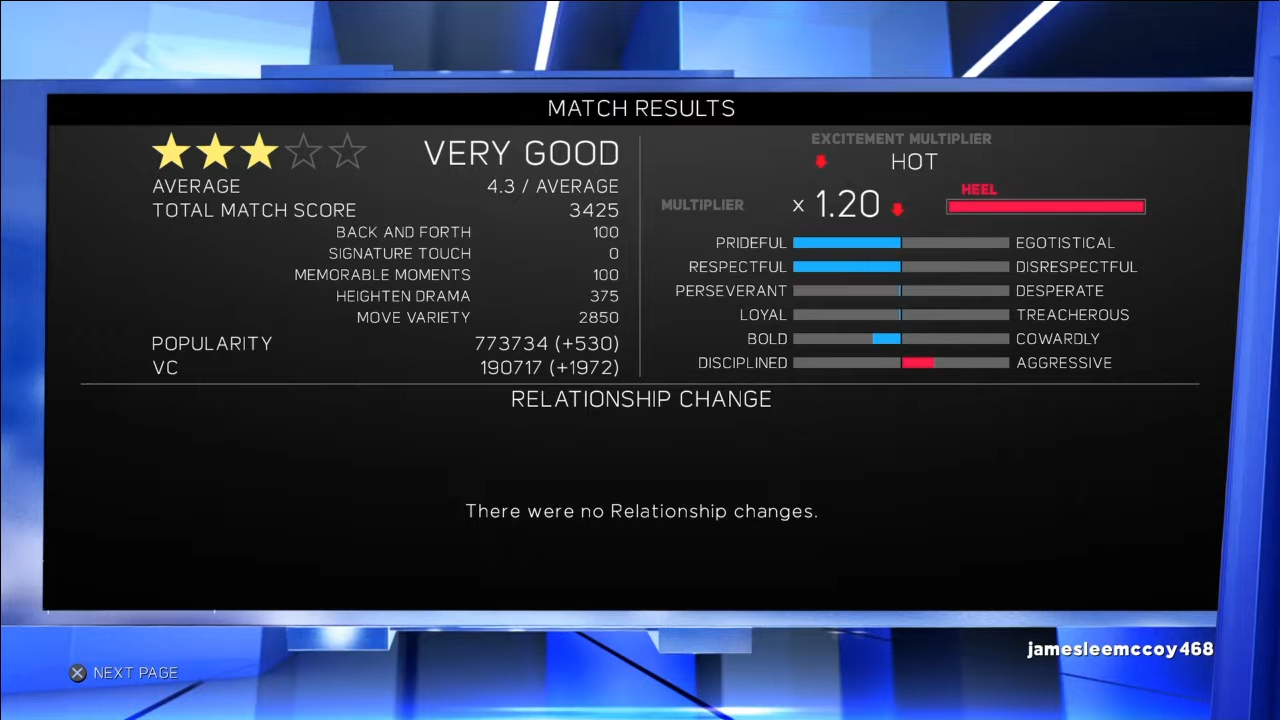 MATCH RESULTS
VERY GOOD
AVERAGE 4.3 / AVERAGE
TOTAL MATCH SCORE 3425
BACK AND FORTH 100
SIGNATURE TOUCH 0
MEMORABLE MOMENTS 100
HEIGHTEN DRAMA 375
MOVE VARIETY 2850
POPULARITY 773734 (+530)
VC 190717 (+1972)
EXCITEMENT MULTIPLIER
HOT
HEEL
MULTIPLIER x 1.20
PRIDEFUL EGOTISTICAL
RESPECTFUL DISRESPECTFUL
PERSEVERANT DESPERATE
LOYAL TREACHEROUS
BOLD COWARDLY
DISCIPLINED AGGRESSIVE
RELATIONSHIP CHANGE
There were no Relationship changes.
jamesleemccoy468
NEXT PAGE